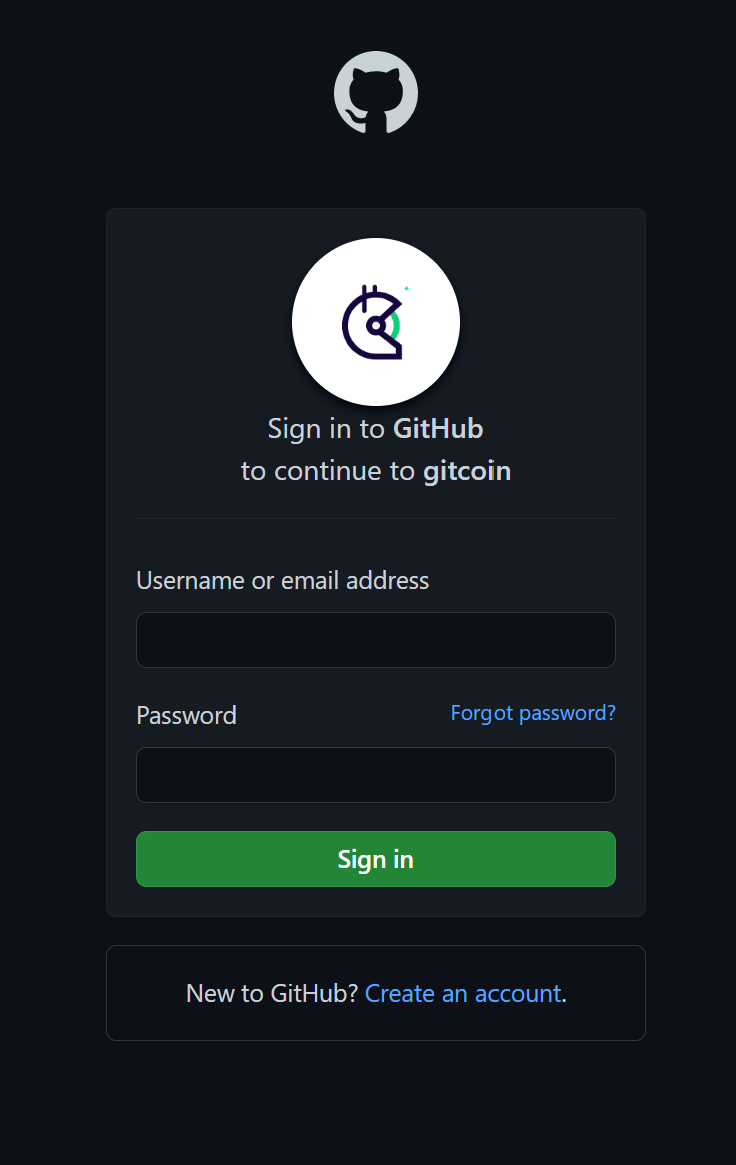 Sign in to GitHub
to continue to gitcoin
Username or email address
Password
Forgot password?
Sign in
New to GitHub? Create an account.